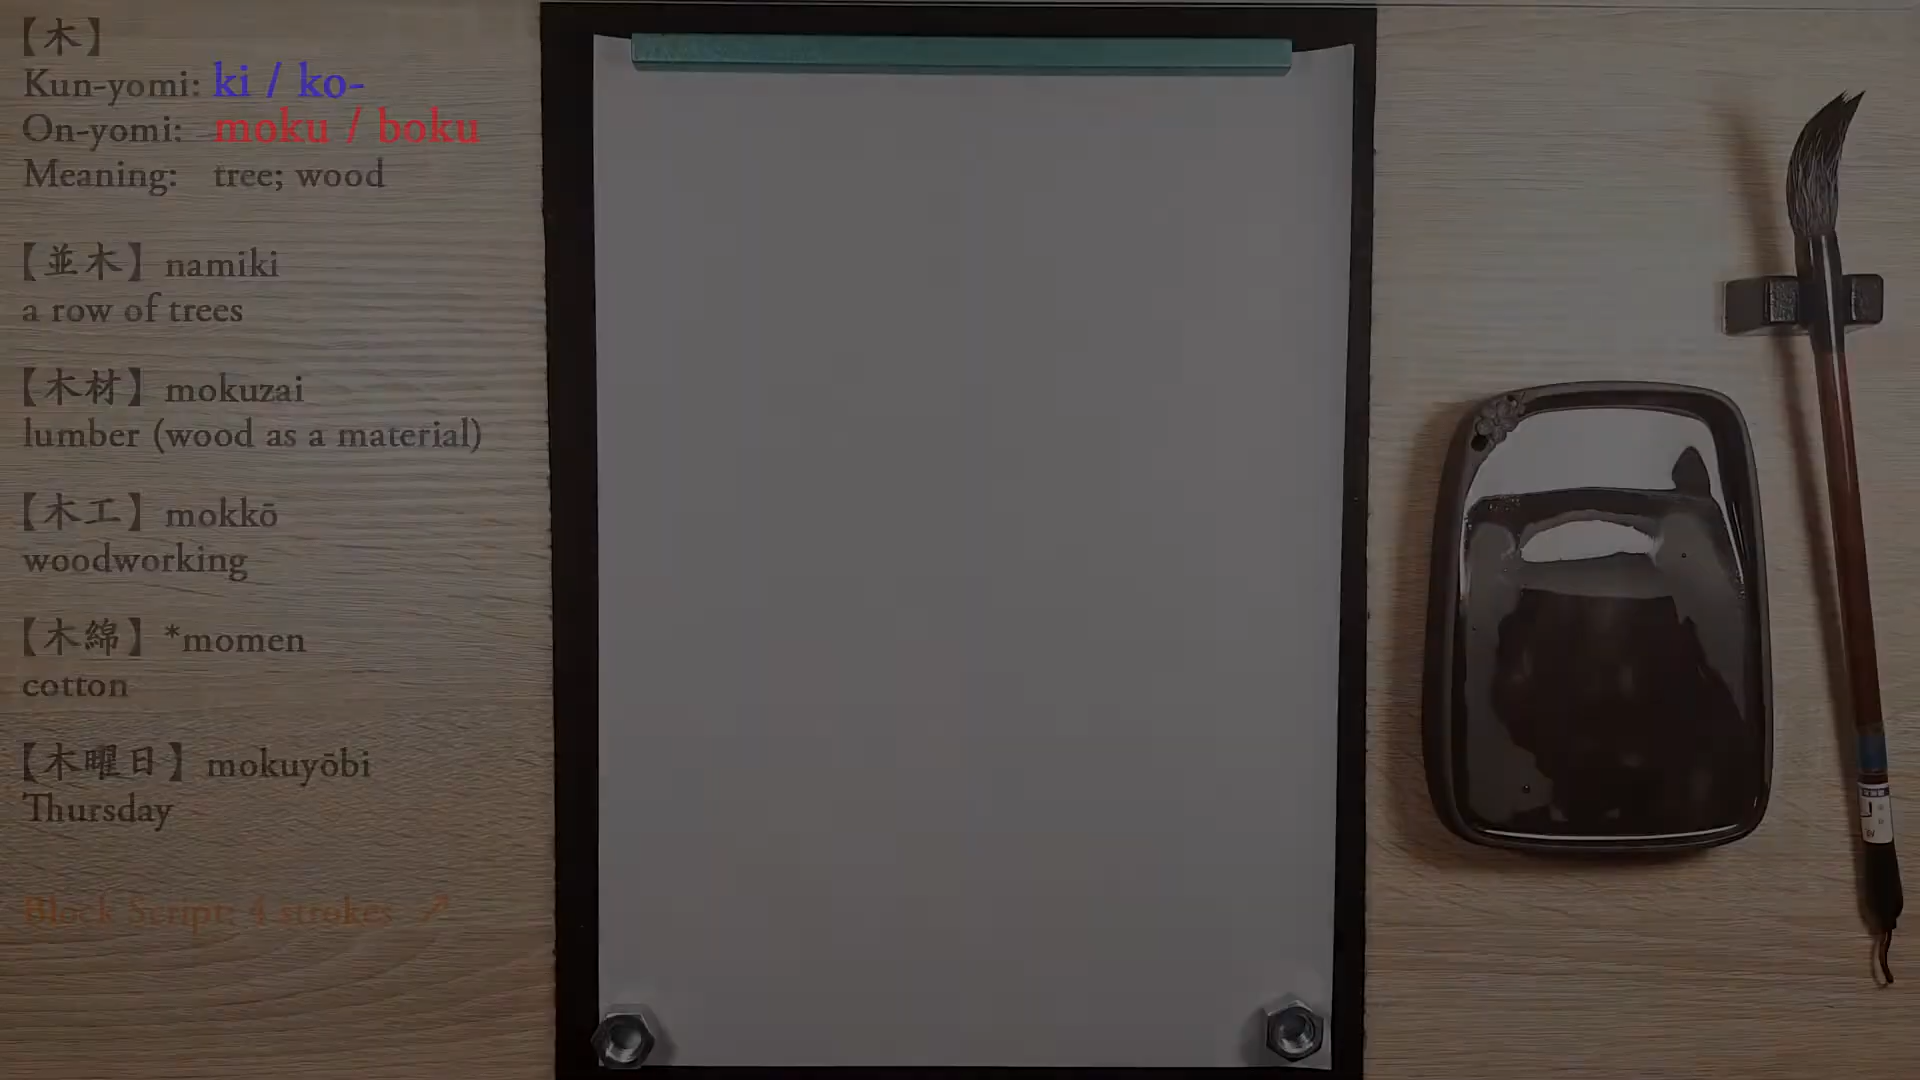 【木】
Kun-yomi: ki / ko-
On-yomi: moku / boku
Meaning: tree; wood
【並木】 namiki
a row of trees
【木材】 mokuzai
lumber (wood as a material)
【木工】 mokkō
woodworking
【木綿】 *momen
cotton
【木曜日】 mokuyōbi
Thursday
Block Script: 4 strokes ↗